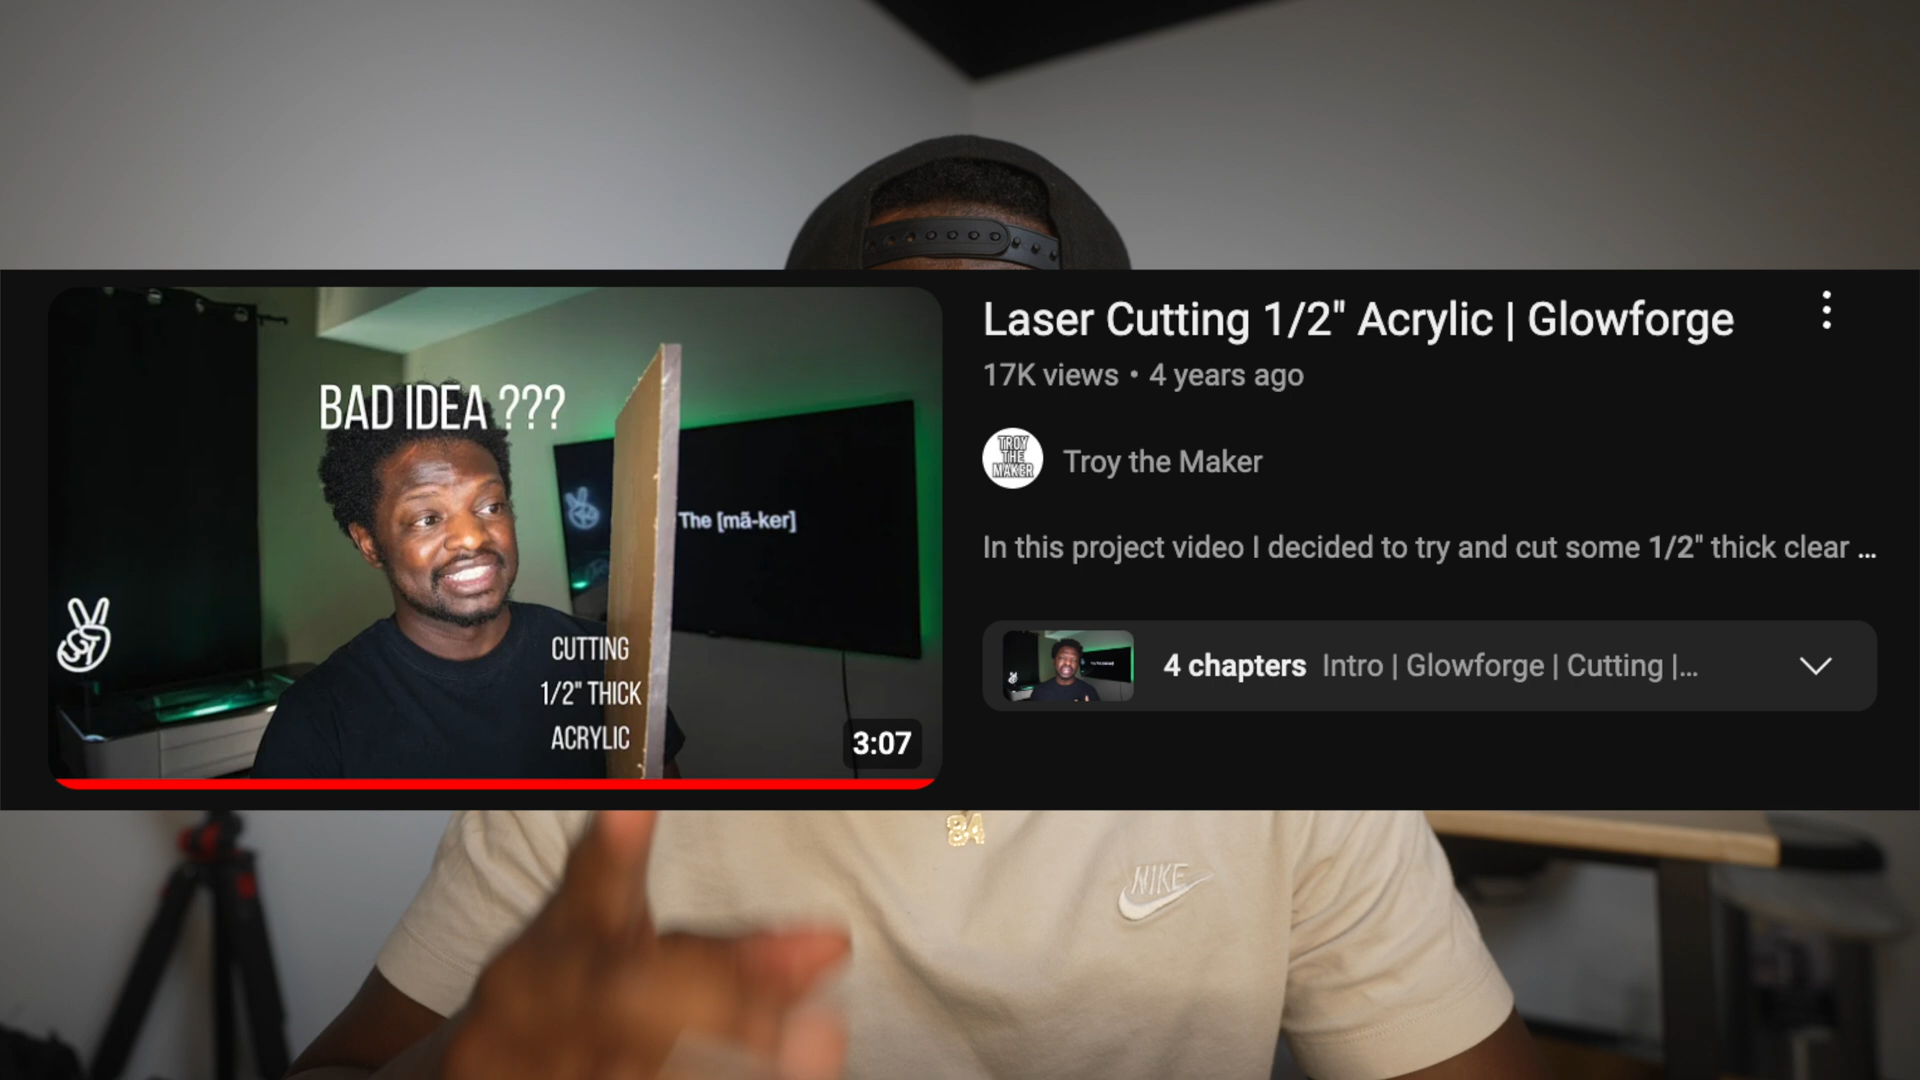 BAD IDEA ???
The [mā-ker]
CUTTING
1/2" THICK
ACRYLIC
3:07
Laser Cutting 1/2" Acrylic | Glowforge
17K views • 4 years ago
TROY
THE
MAKER
Troy the Maker
In this project video I decided to try and cut some 1/2" thick clear ...
4 chapters Intro | Glowforge | Cutting |...
84
NIKE